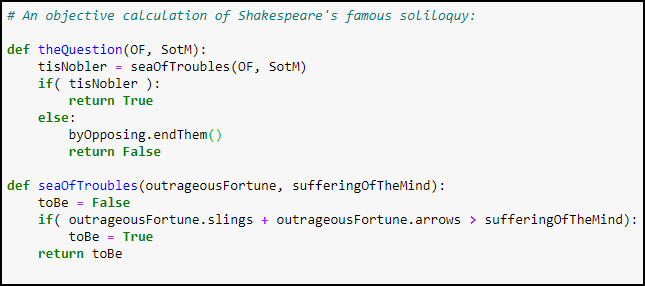 # An objective calculation of Shakespeare's famous soliloquy:

def theQuestion(OF, SotM):
    tisNobler = seaOfTroubles(OF, SotM)
    if( tisNobler ):
        return True
    else:
        byOpposing.endThem()
        return False

def seaOfTroubles(outrageousFortune, sufferingOfTheMind):
    toBe = False
    if( outrageousFortune.slings + outrageousFortune.arrows > sufferingOfTheMind):
        toBe = True
    return toBe